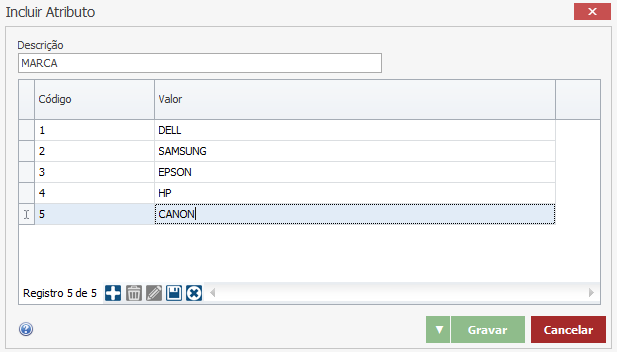 Incluir Atributo
Descrição
MARCA
Código Valor
1 DELL
2 SAMSUNG
3 EPSON
4 HP
5 CANON
Registro 5 de 5
Gravar Cancelar